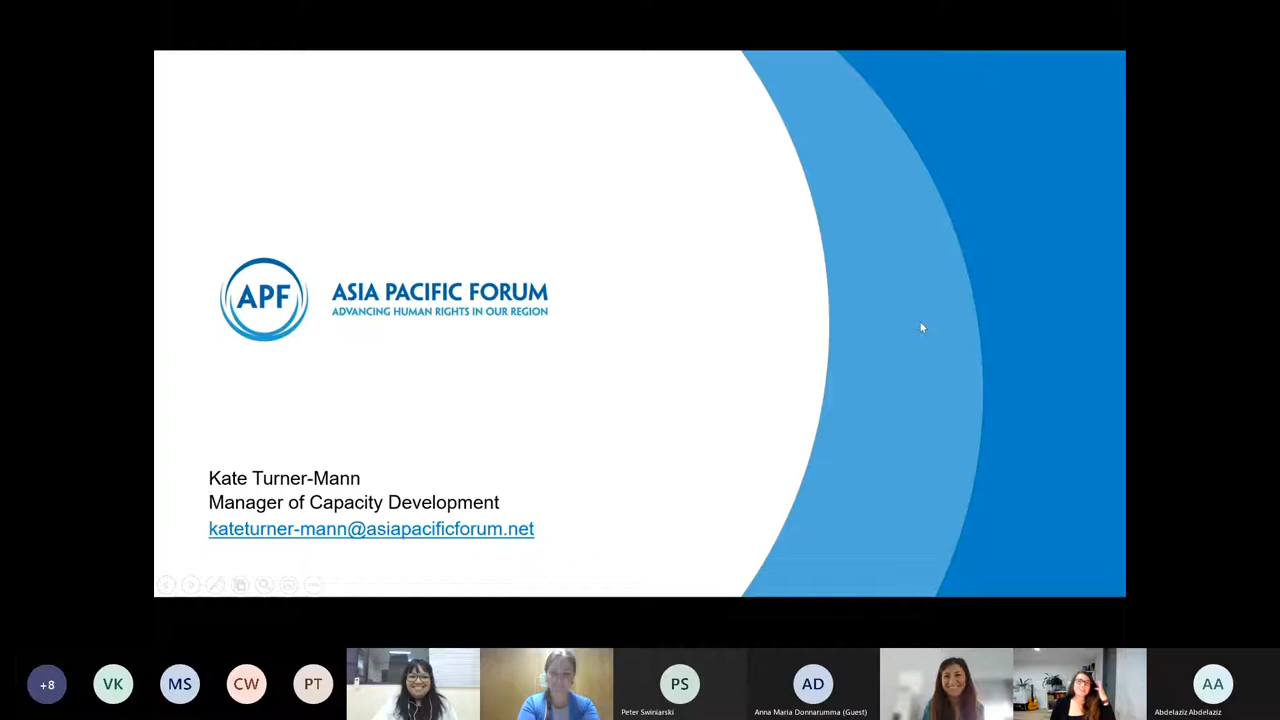 APF
ASIA PACIFIC FORUM
ADVANCING HUMAN RIGHTS IN OUR REGION
Kate Turner-Mann
Manager of Capacity Development
kateturner-mann@asiapacificforum.net
+8
VK
MS
CW
PT
PS
Peter Swiniarski
AD
Anna Maria Donnarumma (Guest)
AA
Abdelaziz Abdelaziz